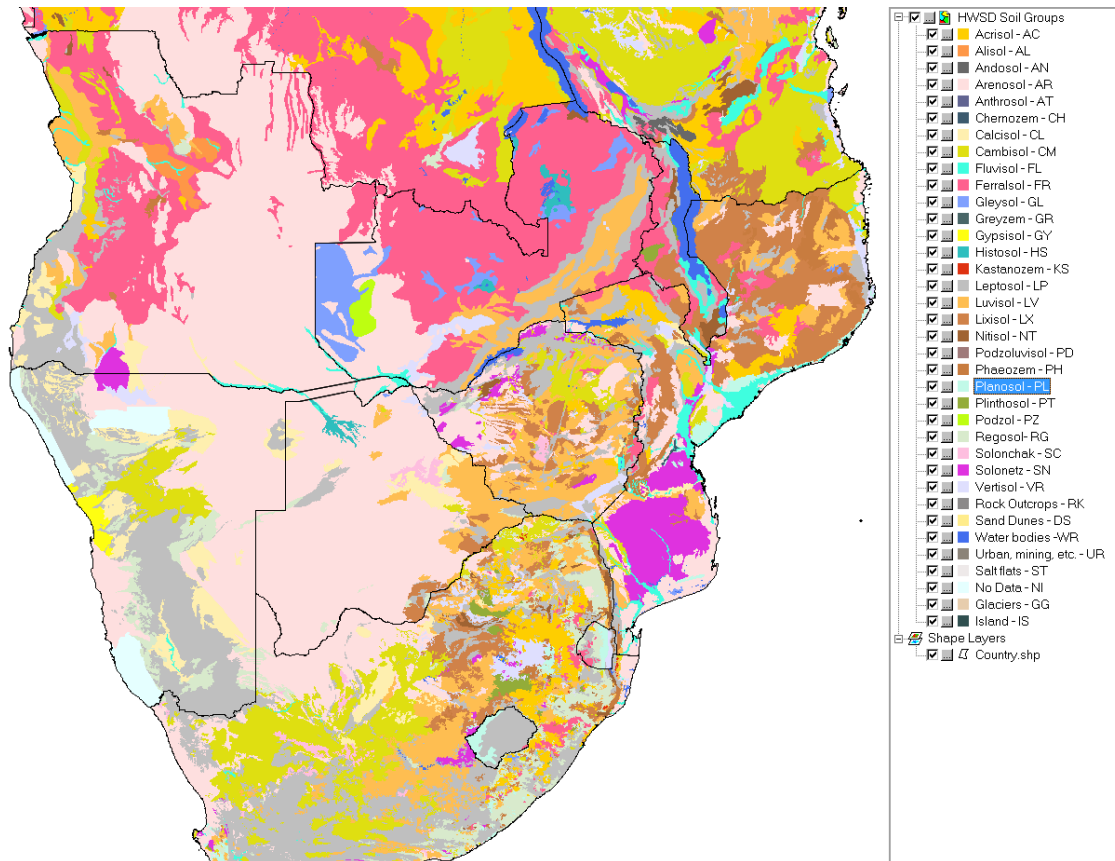 HWSD Soil Groups
Acrisol - AC
Alisol - AL
Andosol - AN
Arenosol - AR
Anthrosol - AT
Chernozem - CH
Calcisol - CL
Cambisol - CM
Fluvisol - FL
Ferralsol - FR
Gleysol - GL
Greyzem - GR
Gypsisol - GY
Histosol - HS
Kastanozem - KS
Leptosol - LP
Luvisol - LV
Lixisol - LX
Nitisol - NT
Podzoluvisol - PD
Phaeozem - PH
Planosol - PL
Plinthosol - PT
Podzol - PZ
Regosol - RG
Solonchak - SC
Solonetz - SN
Vertisol - VR
Rock Outcrops - RK
Sand Dunes - DS
Water bodies -WR
Urban, mining, etc. - UR
Salt flats - ST
No Data - NI
Glaciers - GG
Island - IS
Shape Layers
Country.shp